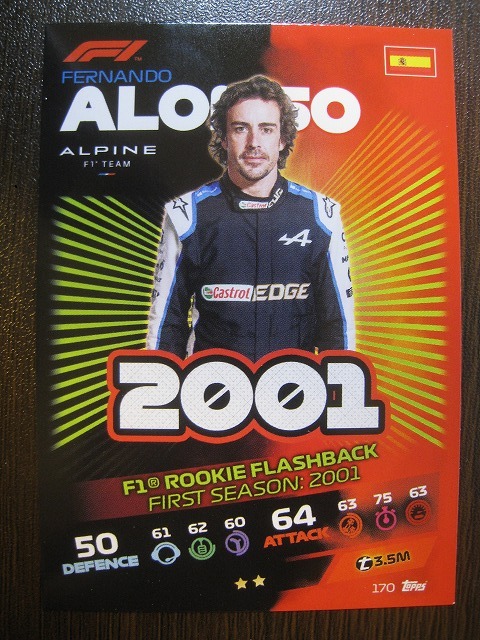 F1
FERNANDO
ALONSO
ALPINE
F1® TEAM
Castrol EDGE
A
Castrol EDGE
2001
F1® ROOKIE FLASHBACK
FIRST SEASON: 2001
50
DEFENCE
61
62
60
64
ATTACK
63
75
63
t 3.5M
170 Topps